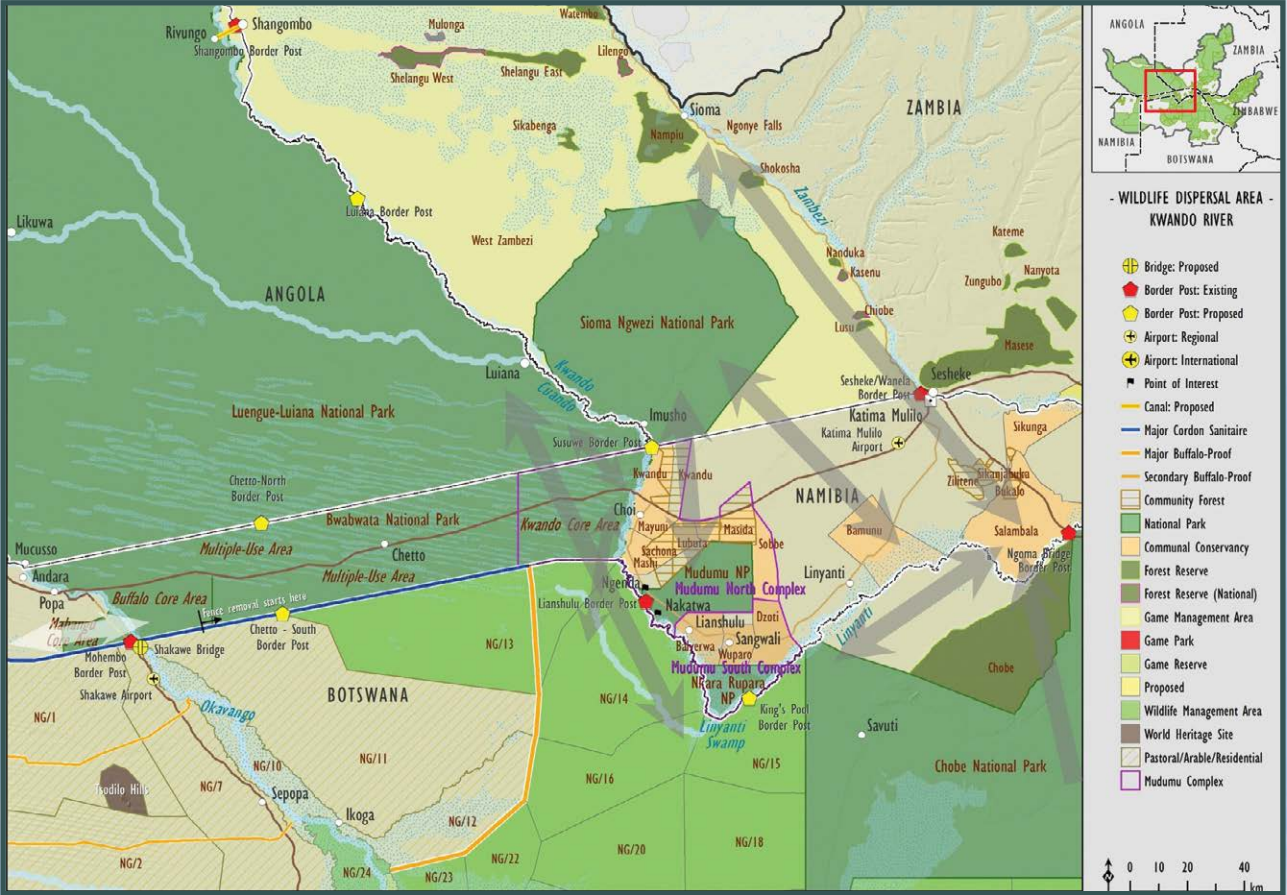 Rivungo
Shangombo
Shangombo Border Post
Mulonga
Watembo
Lilengo
Shelangu West
Shelangu East
Sikabenga
Nampiu
Sioma
Ngonye Falls
Shokosha
ZAMBIA
Zambezi
Likuwa
Luiana Border Post
West Zambezi
Nanduka
Kasenu
Kateme
Zungubo
Nanyota
ANGOLA
Sioma Ngwezi National Park
Chiobe
Lusu
Masese
Luiana
Kwando
Cuando
Sesheke/Wanela
Border Post
Sesheke
Luengue-Luiana National Park
Imusho
Katima Mulilo
Katima Mulilo
Airport
Sikunga
Susuwe Border Post
Chetto-North
Border Post
Kwandu
Kwandu
Zilitene
Sikanjabuka
Bukalo
NAMIBIA
Bwabwata National Park
Kwando Core Area
Choi
Mayuni
Masida
Lubuta
Sobbe
Bamunu
Salambala
Mucusso
Multiple-Use Area
Chetto
Sachona
Mashi
Ngoma Bridge
Border Post
Andara
Multiple-Use Area
Popa
Buffalo Core Area
Ngenda
Mudumu NP
Mudumu North Complex
Linyanti
Fence removal starts here
Lianshulu Border Post
Nakatwa
Mahango
Core Area
Chetto - South
Border Post
Lianshulu
Dzoti
Linyanti
Mohembo
Border Post
Shakawe Bridge
NG/13
Balyerwa
Sangwali
Wuparo
Mudumu South Complex
Chobe
Shakawe Airport
BOTSWANA
NG/14
Nkara Rupara
NP
King's Pool
Border Post
NG/1
Okavango
Linyanti
Swamp
Savuti
NG/11
NG/10
NG/16
NG/15
Chobe National Park
Tsodilo Hills
NG/7
Sepopa
Ikoga
NG/12
NG/2
NG/24
NG/23
NG/22
NG/20
NG/18
ANGOLA
ZAMBIA
ZIMBABWE
NAMIBIA
BOTSWANA
- WILDLIFE DISPERSAL AREA -
KWANDO RIVER
Bridge: Proposed
Border Post: Existing
Border Post: Proposed
Airport: Regional
Airport: International
Point of Interest
Canal: Proposed
Major Cordon Sanitaire
Major Buffalo-Proof
Secondary Buffalo-Proof
Community Forest
National Park
Communal Conservancy
Forest Reserve
Forest Reserve (National)
Game Management Area
Game Park
Game Reserve
Proposed
Wildlife Management Area
World Heritage Site
Pastoral/Arable/Residential
Mudumu Complex
0 10 20 40
km